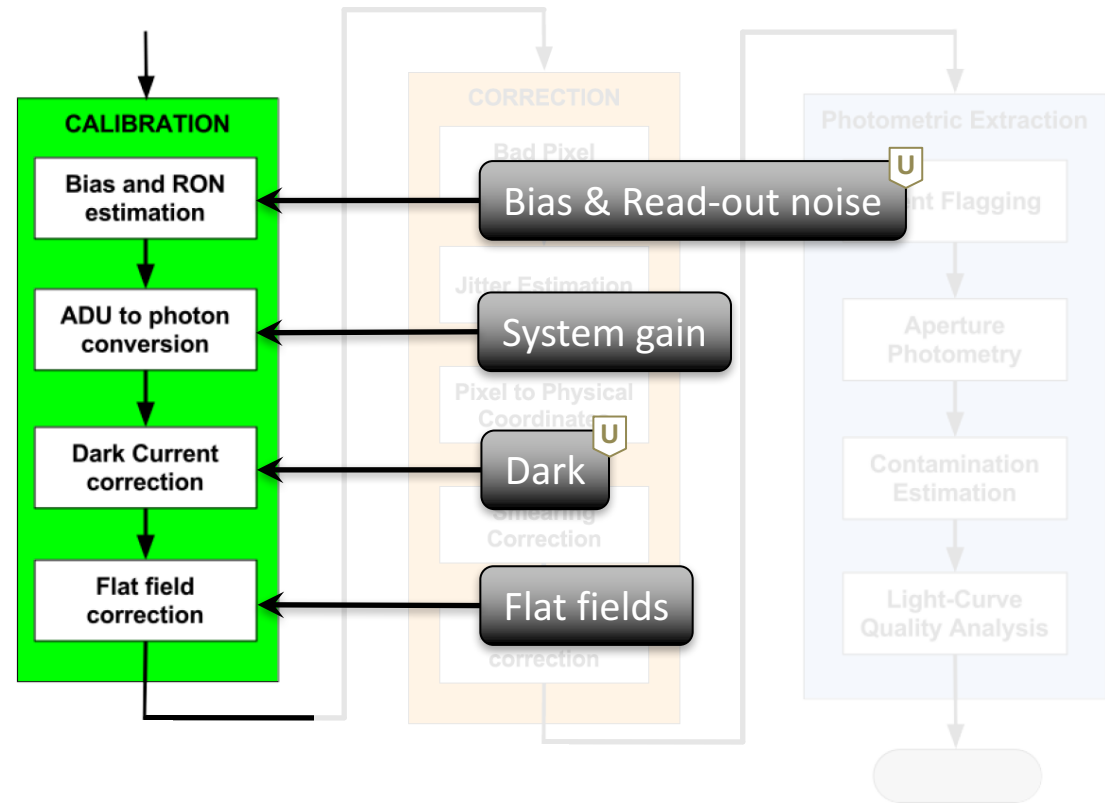 CALIBRATION
Bias and RON
estimation
ADU to photon
conversion
Dark Current
correction
Flat field
correction
Bias & Read-out noise
U
System gain
Dark
U
Flat fields
CORRECTION
Bad Pixel
Jitter Estimation
Pixel to Physical
Smearing
Correction
correction
Photometric Extraction
Flagging
Aperture
Photometry
Contamination
Estimation
Light-Curve
Quality Analysis